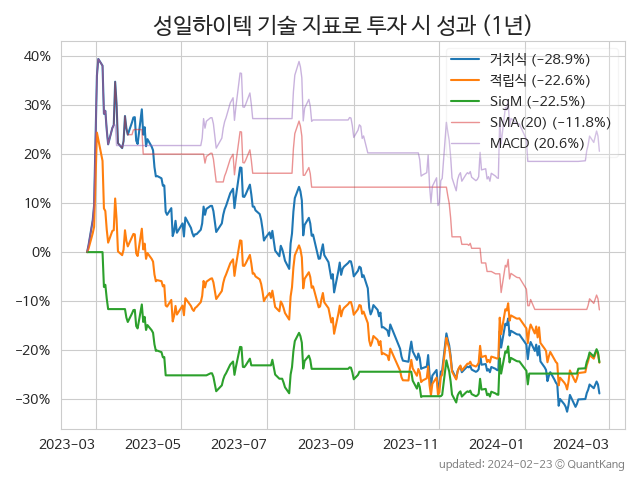 성일하이텍 기술 지표로 투자 시 성과 (1년)
거치식 (−28.9%)
적립식 (−22.6%)
SigM (−22.5%)
SMA(20) (−11.8%)
MACD (20.6%)
40%
30%
20%
10%
0%
−10%
−20%
−30%
2023-03 2023-05 2023-07 2023-09 2023-11 2024-01 2024-03
updated: 2024-02-23 ⓒ QuantKang